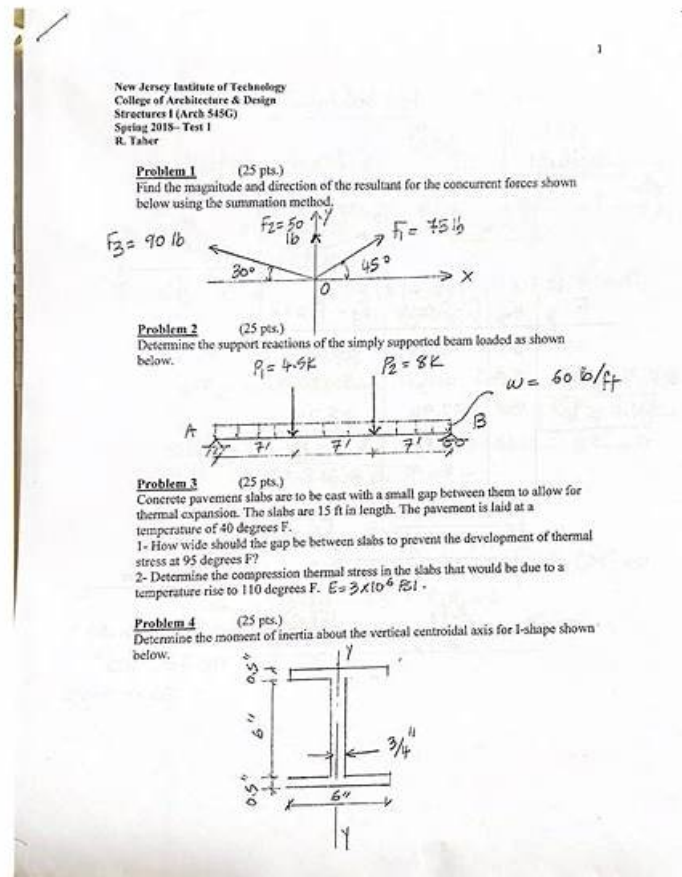 1
New Jersey Institute of Technology
College of Architecture & Design
Structures I (Arch 545G)
Spring 2018– Test 1
R. Taher
Problem 1 (25 pts.)
Find the magnitude and direction of the resultant for the concurrent forces shown
below using the summation method.
F3= 90 lb
F2=50
lb
Y
F1= 75 lb
30°
45°
X
O
Problem 2 (25 pts.)
Determine the support reactions of the simply supported beam loaded as shown
below.
P1= 4.5K
P2= 8K
w= 60 lb/ft
A
B
7'
7'
7'
Problem 3 (25 pts.)
Concrete pavement slabs are to be cast with a small gap between them to allow for
thermal expansion. The slabs are 15 ft in length. The pavement is laid at a
temperature of 40 degrees F.
1- How wide should the gap be between slabs to prevent the development of thermal
stress at 95 degrees F?
2- Determine the compression thermal stress in the slabs that would be due to a
temperature rise to 110 degrees F. E=3X10⁶ PSI.
Problem 4 (25 pts.)
Determine the moment of inertia about the vertical centroidal axis for I-shape shown
below.
Y
0.5"
6"
3/4"
0.5"
6"
Y